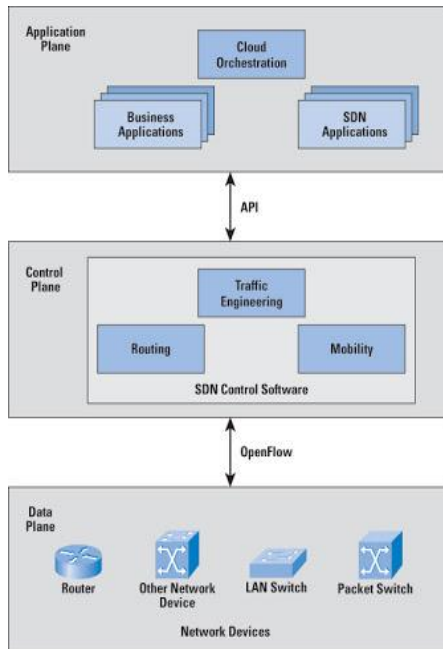 Application
Plane
Cloud
Orchestration
Business
Applications
SDN
Applications
API
Control
Plane
Traffic
Engineering
Routing
Mobility
SDN Control Software
OpenFlow
Data
Plane
Router
Other Network
Device
LAN Switch
Packet Switch
Network Devices